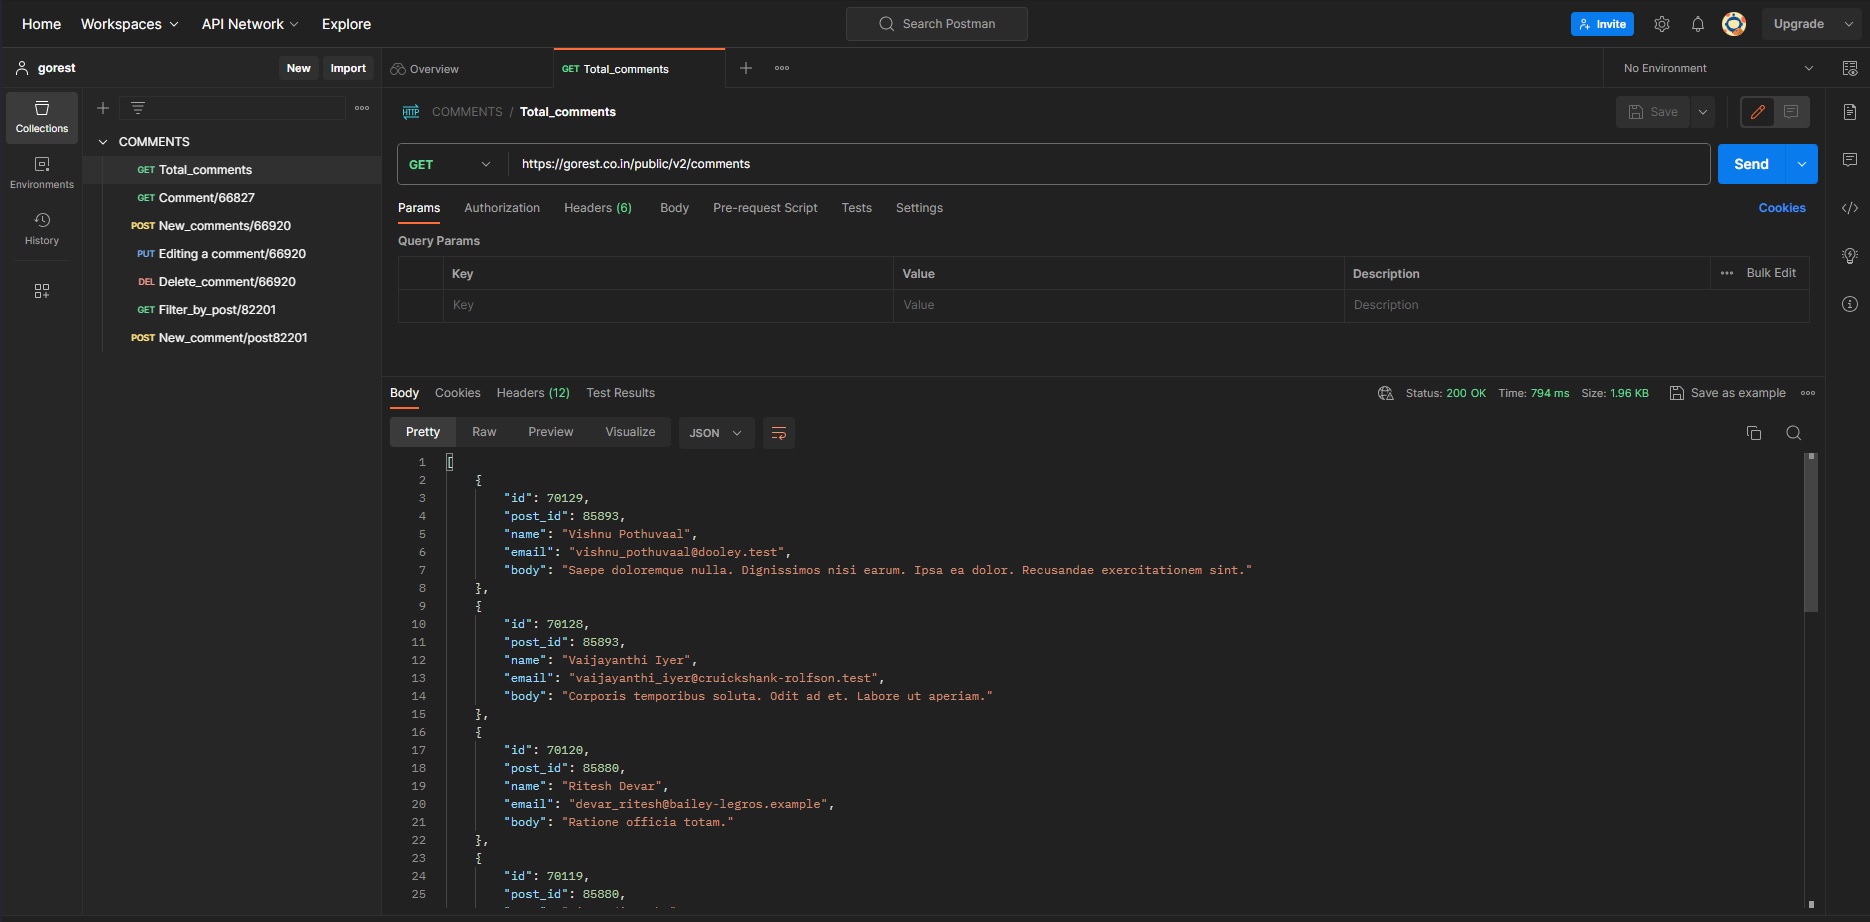 Home Workspaces API Network Explore Search Postman Invite Upgrade
gorest New Import Overview GET Total_comments No Environment
Collections
Environments
History
COMMENTS
GET Total_comments
GET Comment/66827
POST New_comments/66920
PUT Editing a comment/66920
DEL Delete_comment/66920
GET Filter_by_post/82201
POST New_comment/post82201
HTTP COMMENTS / Total_comments Save
GET https://gorest.co.in/public/v2/comments Send
Params Authorization Headers (6) Body Pre-request Script Tests Settings Cookies
Query Params
Key Value Description Bulk Edit
Key Value Description
Body Cookies Headers (12) Test Results Status: 200 OK Time: 794 ms Size: 1.96 KB Save as example
Pretty Raw Preview Visualize JSON
1 [
2 {
3 "id": 70129,
4 "post_id": 85893,
5 "name": "Vishnu Pothuvaal",
6 "email": "vishnu_pothuvaal@dooley.test",
7 "body": "Saepe doloremque nulla. Dignissimos nisi earum. Ipsa ea dolor. Recusandae exercitationem sint."
8 },
9 {
10 "id": 70128,
11 "post_id": 85893,
12 "name": "Vaijayanthi Iyer",
13 "email": "vaijayanthi_iyer@cruickshank-rolfson.test",
14 "body": "Corporis temporibus soluta. Odit ad et. Labore ut aperiam."
15 },
16 {
17 "id": 70120,
18 "post_id": 85880,
19 "name": "Ritesh Devar",
20 "email": "devar_ritesh@bailey-legros.example",
21 "body": "Ratione officia totam."
22 },
23 {
24 "id": 70119,
25 "post_id": 85880,